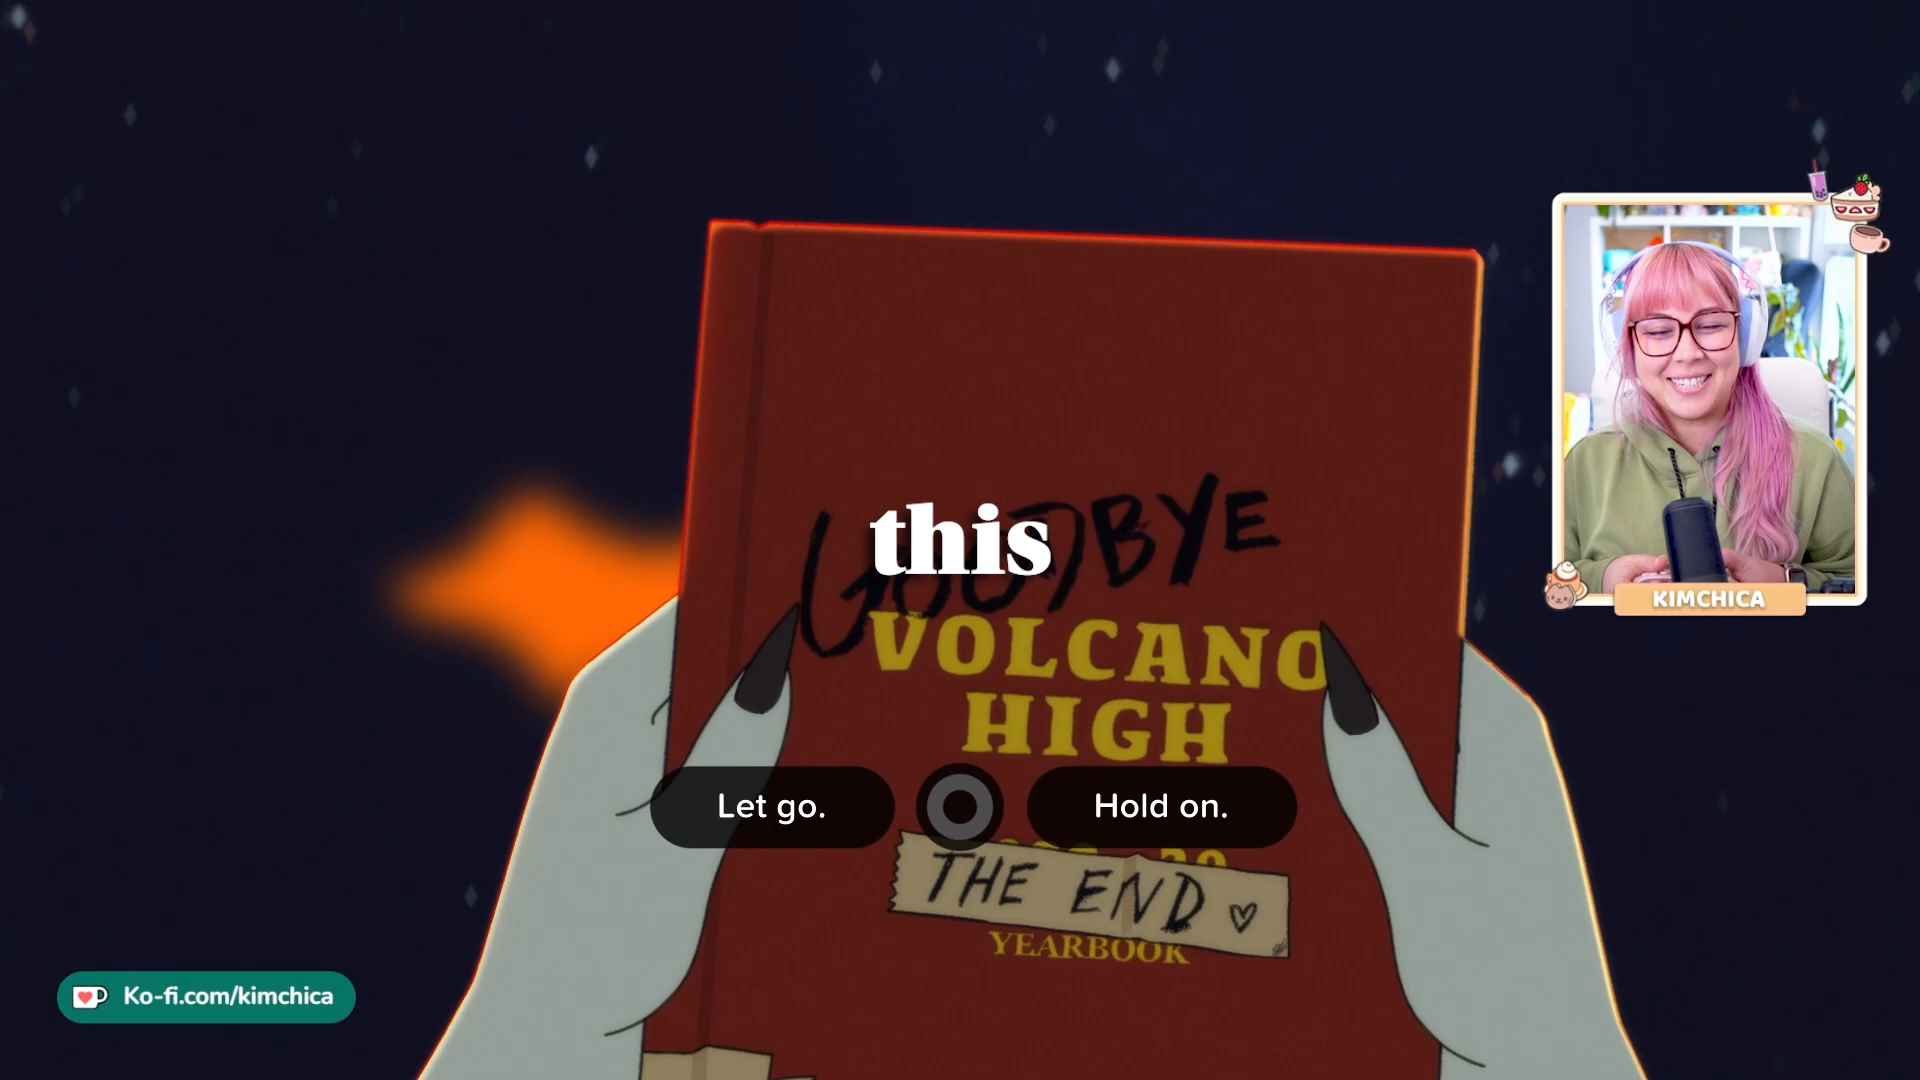 GOODBYE
this
VOLCANO
HIGH
Let go.
Hold on.
THE END
YEARBOOK
KIMCHICA
Ko-fi.com/kimchica